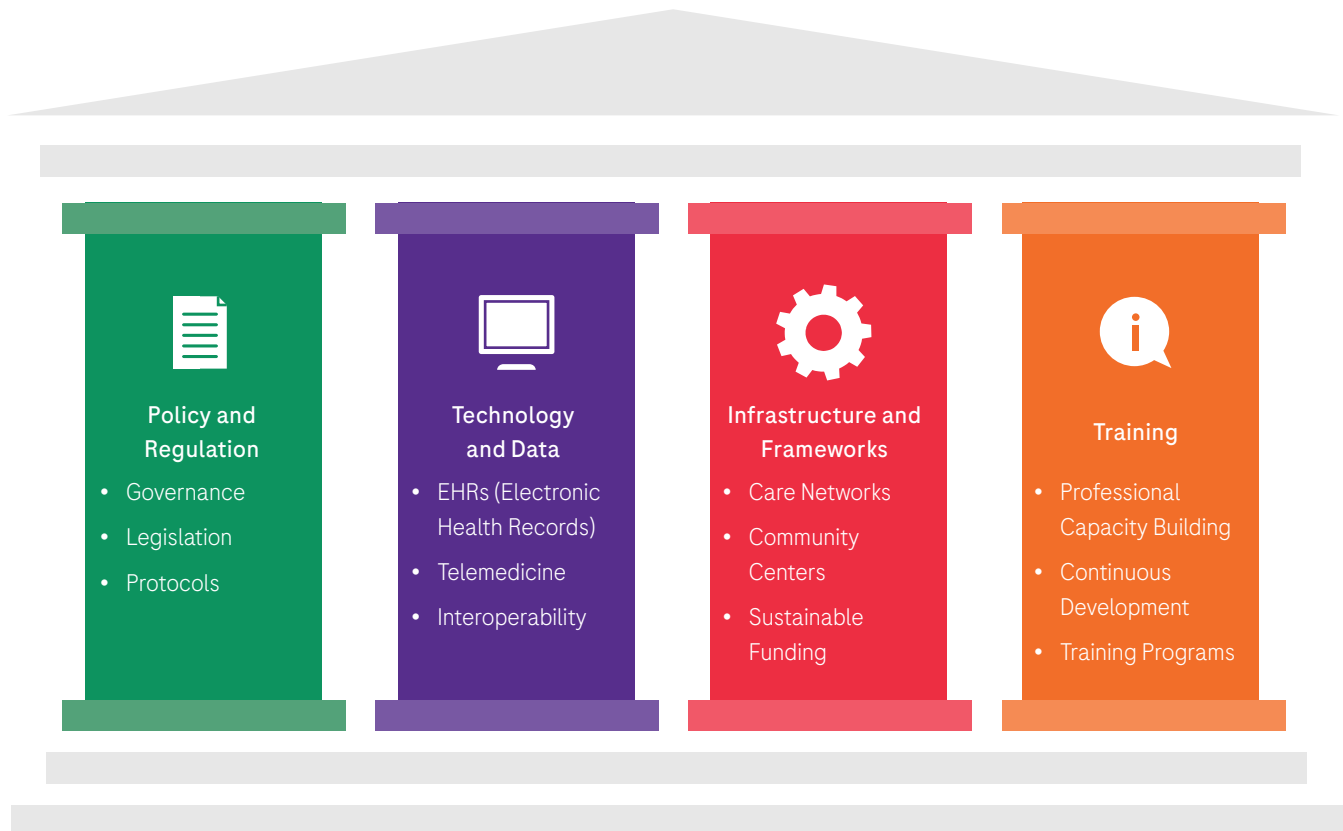 Policy and
Regulation
• Governance
• Legislation
• Protocols
Technology
and Data
• EHRs (Electronic
Health Records)
• Telemedicine
• Interoperability
Infrastructure and
Frameworks
• Care Networks
• Community
Centers
• Sustainable
Funding
Training
• Professional
Capacity Building
• Continuous
Development
• Training Programs